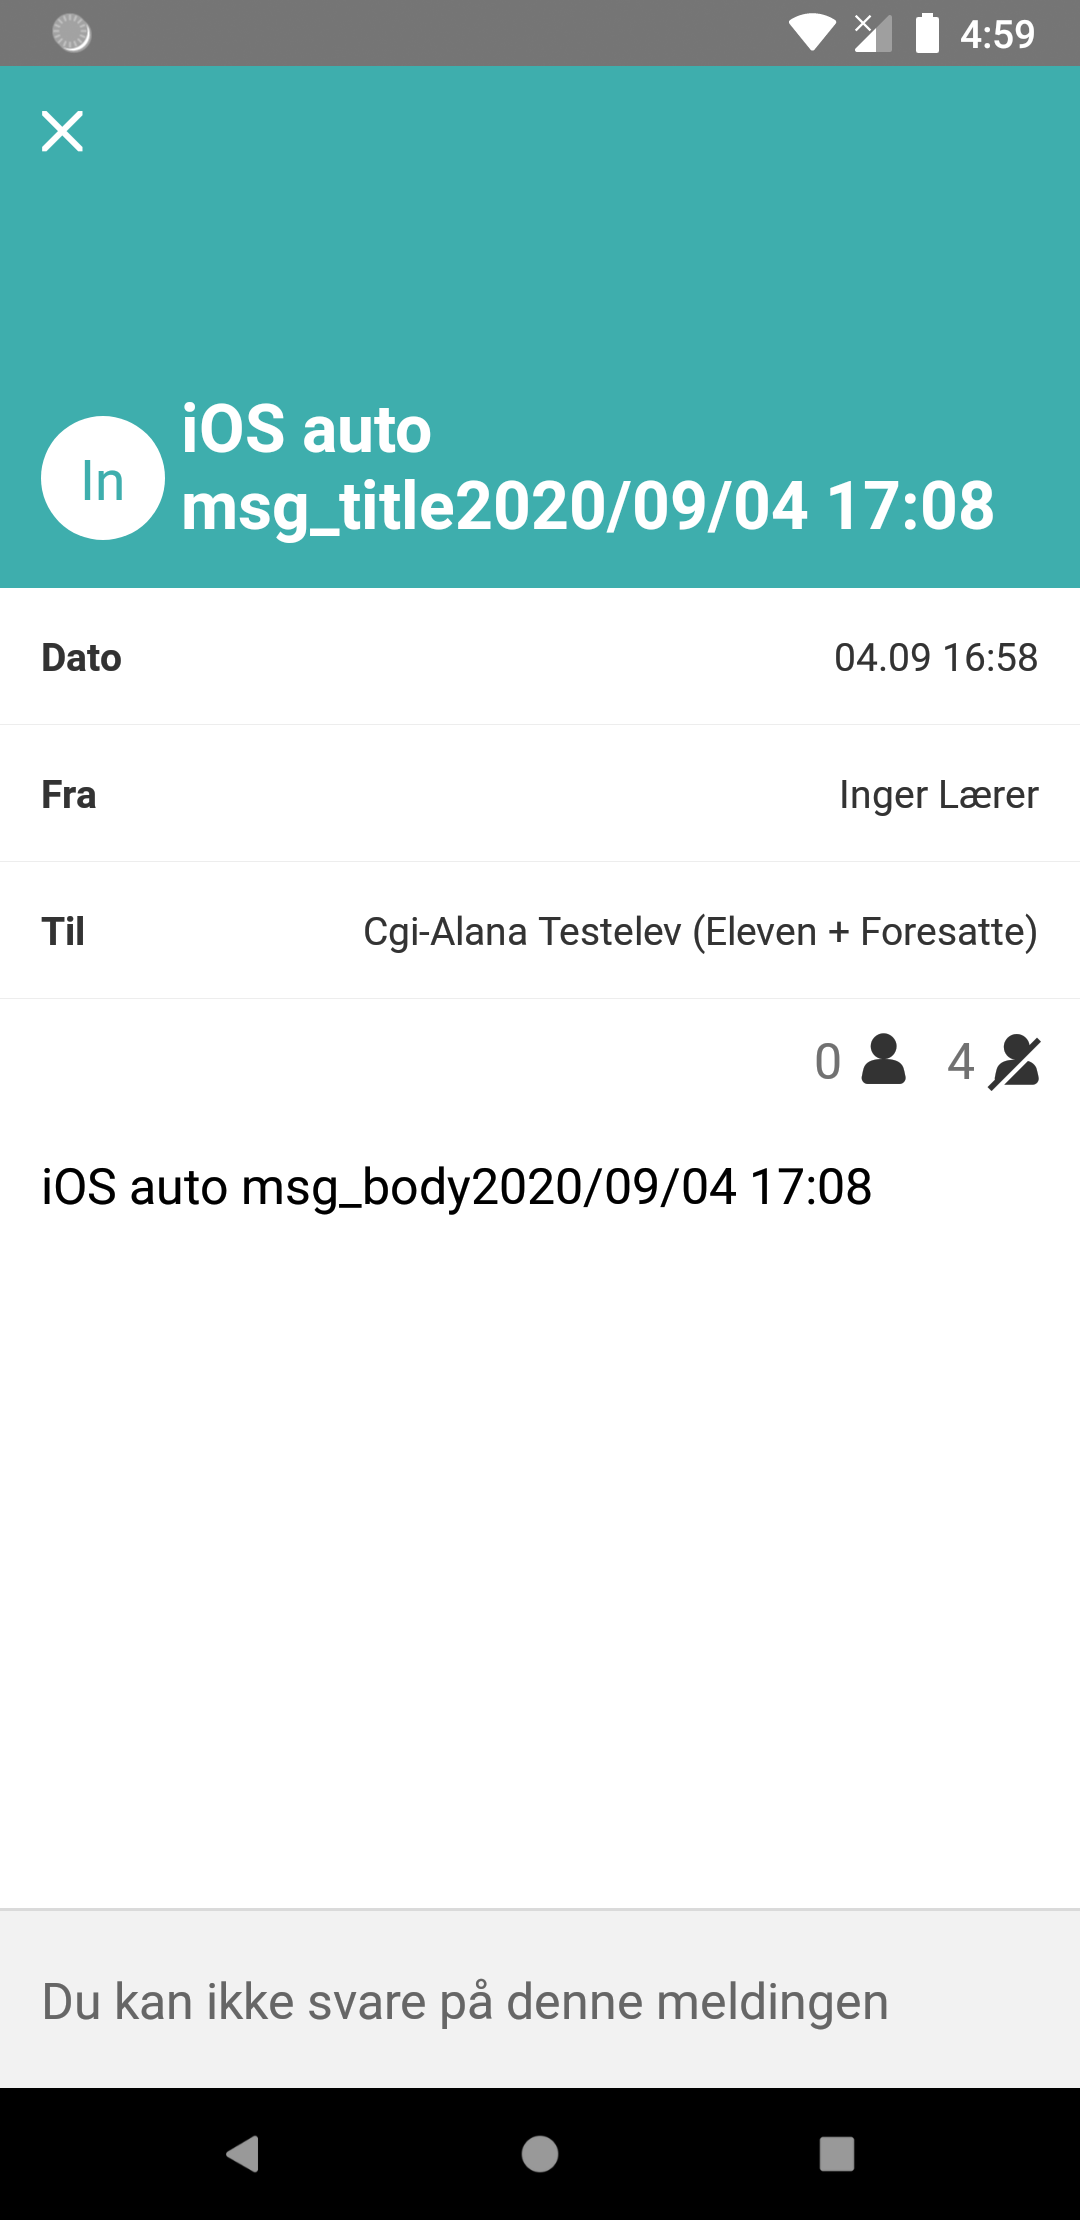 4:59
In
iOS auto
msg_title2020/09/04 17:08
Dato 04.09 16:58
Fra Inger Lærer
Til Cgi-Alana Testelev (Eleven + Foresatte)
0 4
iOS auto msg_body2020/09/04 17:08
Du kan ikke svare på denne meldingen